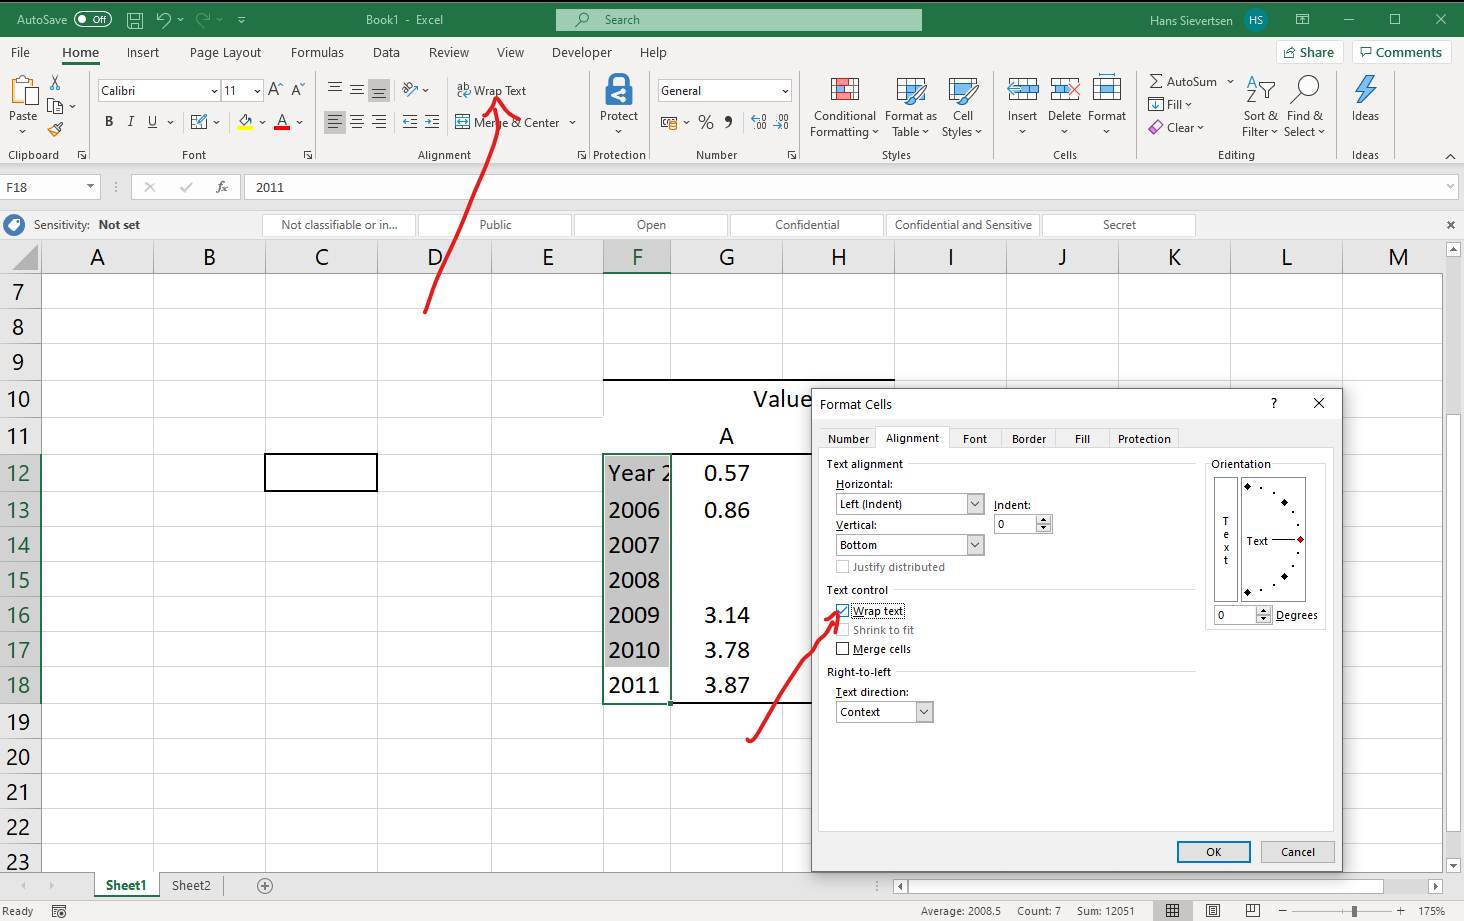 AutoSave Off Book1 - Excel Search Hans Sievertsen HS
File Home Insert Page Layout Formulas Data Review View Developer Help Share Comments
Paste
Calibri 11
B I U A
Wrap Text
Merge & Center
Protect
General
% 9
Conditional Formatting
Format as Table
Cell Styles
Insert Delete Format
AutoSum
Fill
Clear
Sort & Filter
Find & Select
Ideas
Clipboard Font Alignment Protection Number Styles Cells Editing Ideas
F18 fx 2011
Sensitivity: Not set Not classifiable or in... Public Open Confidential Confidential and Sensitive Secret
A B C D E F G H I J K L M
7
8
9
10 Value
11 A
12 Year 2 0.57
13 2006 0.86
14 2007
15 2008
16 2009 3.14
17 2010 3.78
18 2011 3.87
19
20
21
22
23
Format Cells ?
Number Alignment Font Border Fill Protection
Text alignment
Horizontal:
Left (Indent) Indent:
Vertical: 0
Bottom
Justify distributed
Text control
Wrap text
Shrink to fit
Merge cells
Right-to-left
Text direction:
Context
Orientation
Text
Text
0 Degrees
OK Cancel
Sheet1 Sheet2
Ready Average: 2008.5 Count: 7 Sum: 12051 175%